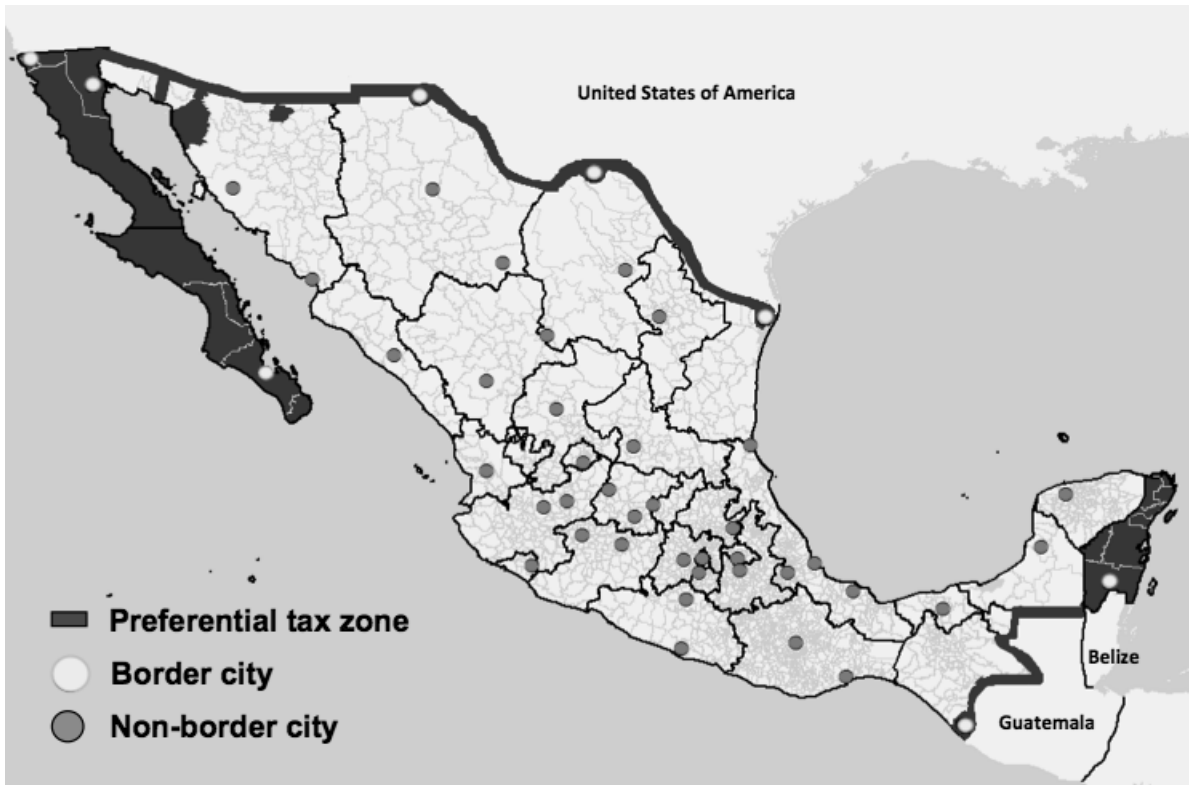 United States of America
Belize
Guatemala
Preferential tax zone
Border city
Non-border city